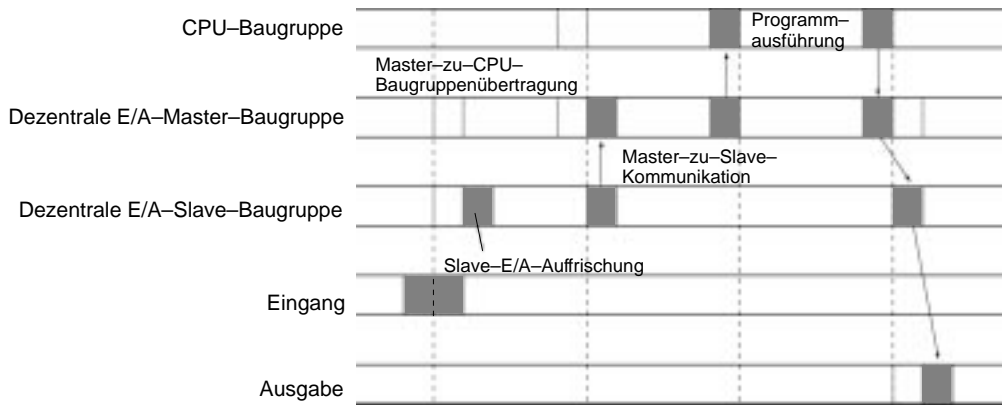 CPU–Baugruppe
Programm–
ausführung
Master–zu–CPU–
Baugruppenübertragung
Dezentrale E/A–Master–Baugruppe
Master–zu–Slave–
Kommunikation
Dezentrale E/A–Slave–Baugruppe
Slave–E/A–Auffrischung
Eingang
Ausgabe